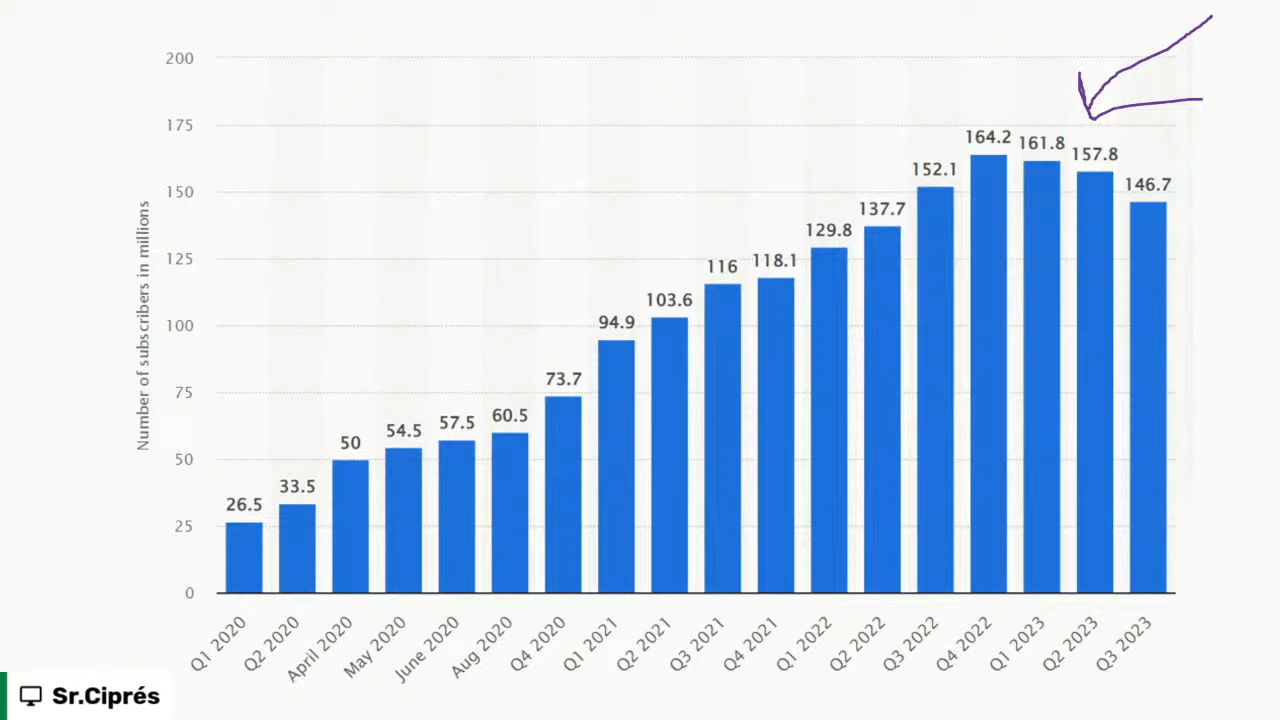 200
175
150
125
100
75
50
25
0
Number of subscribers in millions
26.5
33.5
50
54.5
57.5
60.5
73.7
94.9
103.6
116
118.1
129.8
137.7
152.1
164.2
161.8
157.8
146.7
Q1 2020
Q2 2020
April 2020
May 2020
June 2020
Aug 2020
Q4 2020
Q1 2021
Q2 2021
Q3 2021
Q4 2021
Q1 2022
Q2 2022
Q3 2022
Q4 2022
Q1 2023
Q2 2023
Q3 2023
Sr.Ciprés